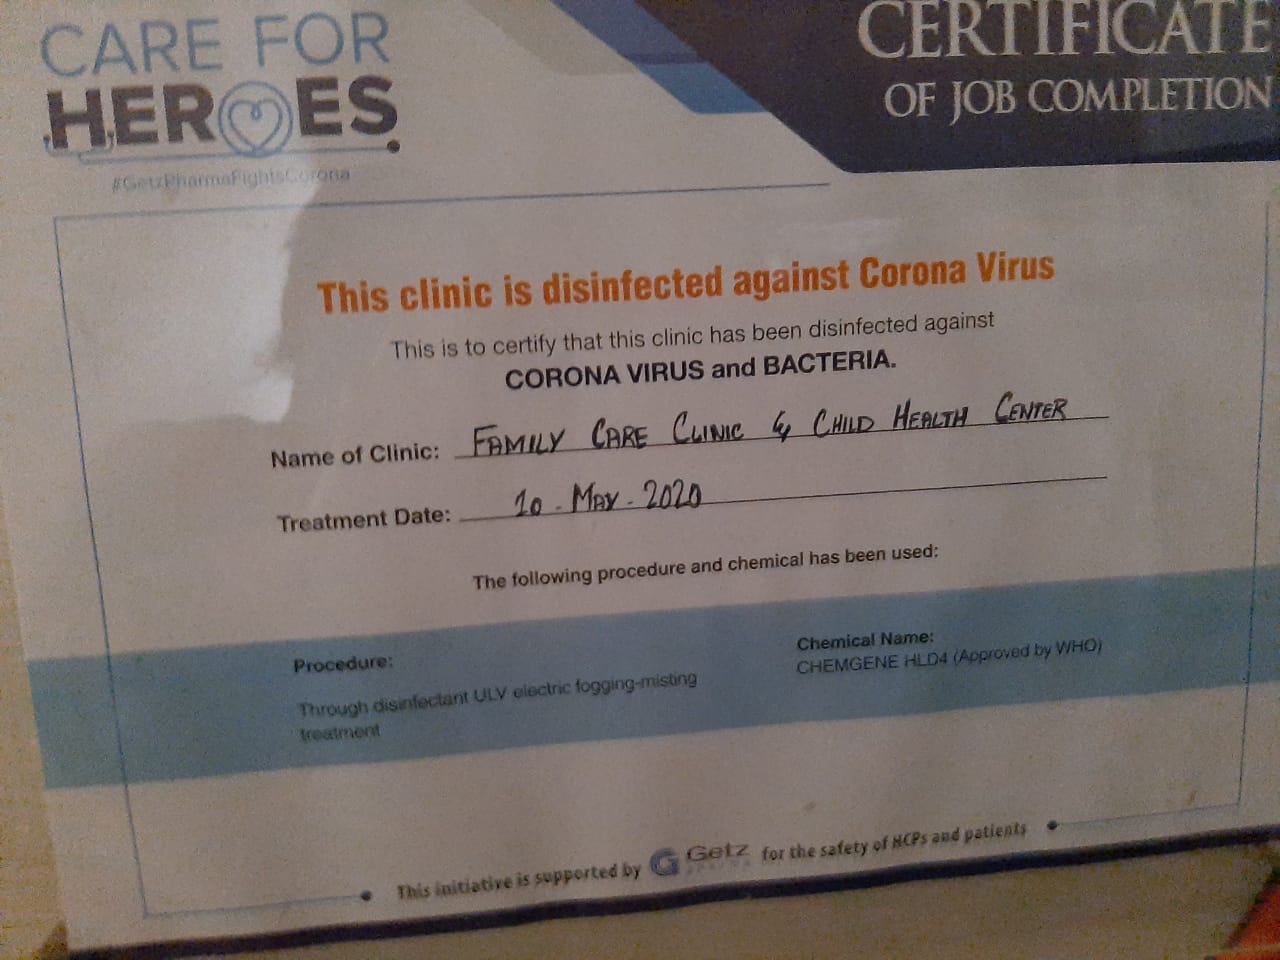 CARE FOR
HEROES
#GetzPharmaFightsCorona
CERTIFICATE
OF JOB COMPLETION
This clinic is disinfected against Corona Virus
This is to certify that this clinic has been disinfected against
CORONA VIRUS and BACTERIA.
Name of Clinic: FAMILY CARE CLINIC & CHILD HEALTH CENTER
Treatment Date: 10 - MAY - 2020
The following procedure and chemical has been used:
Procedure:
Through disinfectant ULV electric fogging-misting
treatment
Chemical Name:
CHEMGENE HLD4 (Approved by WHO)
This initiative is supported by Getz for the safety of HCPs and patients